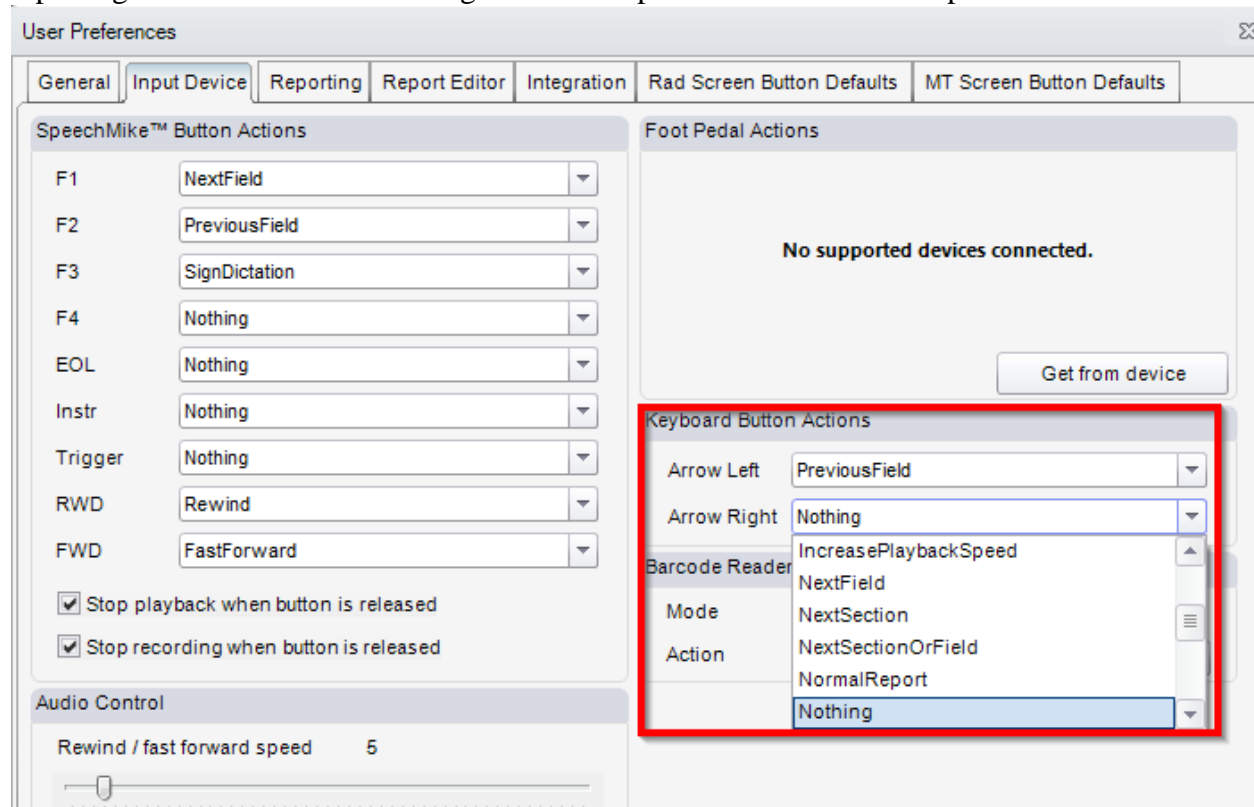 User Preferences
General Input Device Reporting Report Editor Integration Rad Screen Button Defaults MT Screen Button Defaults
SpeechMike™ Button Actions
F1 NextField
F2 PreviousField
F3 SignDictation
F4 Nothing
EOL Nothing
Instr Nothing
Trigger Nothing
RWD Rewind
FWD FastForward
Stop playback when button is released
Stop recording when button is released
Audio Control
Rewind / fast forward speed 5
Foot Pedal Actions
No supported devices connected.
Get from device
Keyboard Button Actions
Arrow Left PreviousField
Arrow Right Nothing
IncreasePlaybackSpeed
NextField
NextSection
NextSectionOrField
NormalReport
Nothing
Barcode Reader
Mode
Action